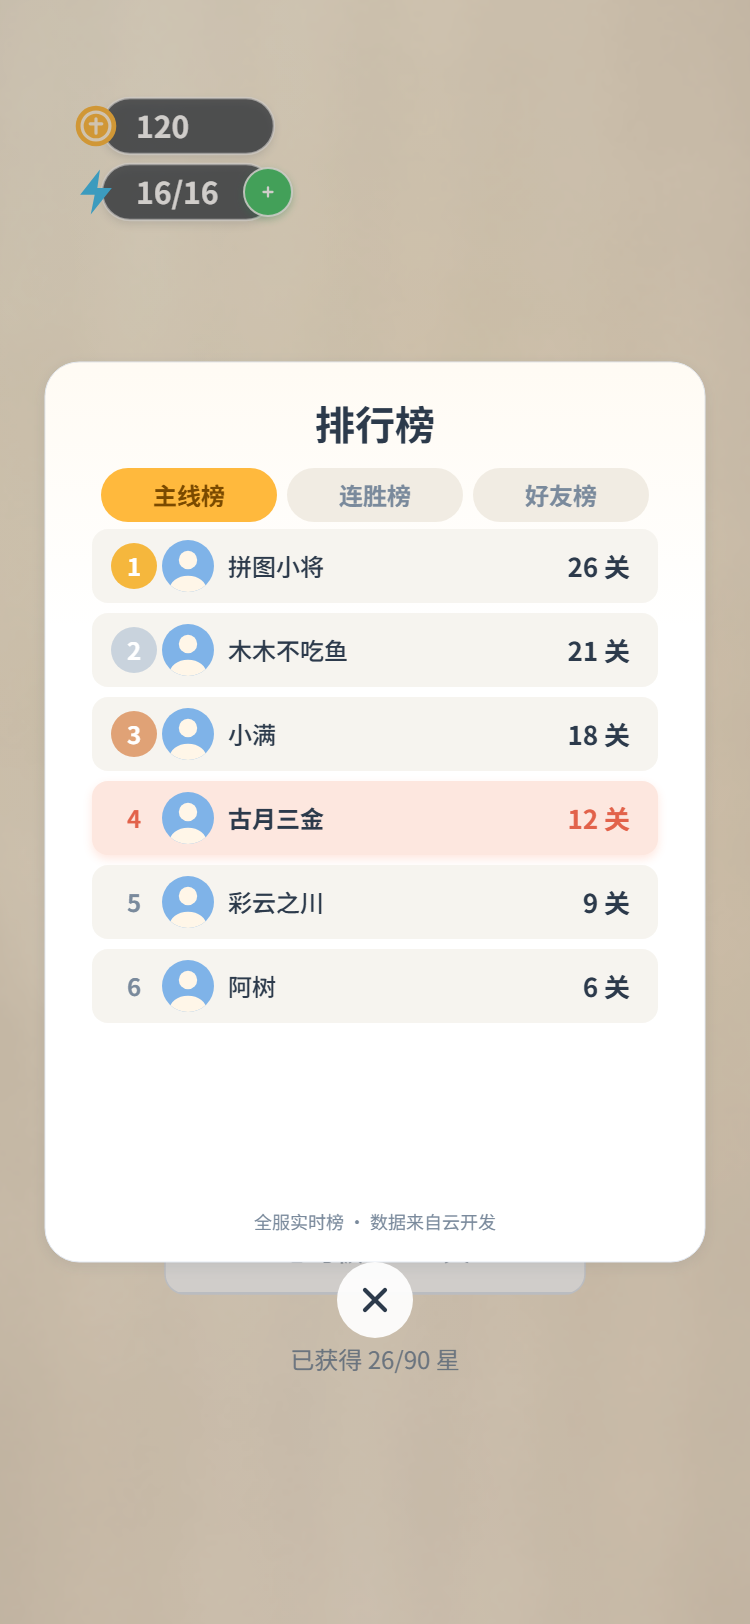 120
16/16
+
排行榜
主线榜 连胜榜 好友榜
1 拼图小将 26 关
2 木木不吃鱼 21 关
3 小满 18 关
4 古月三金 12 关
5 彩云之川 9 关
6 阿树 6 关
全服实时榜 · 数据来自云开发
已获得 26/90 星